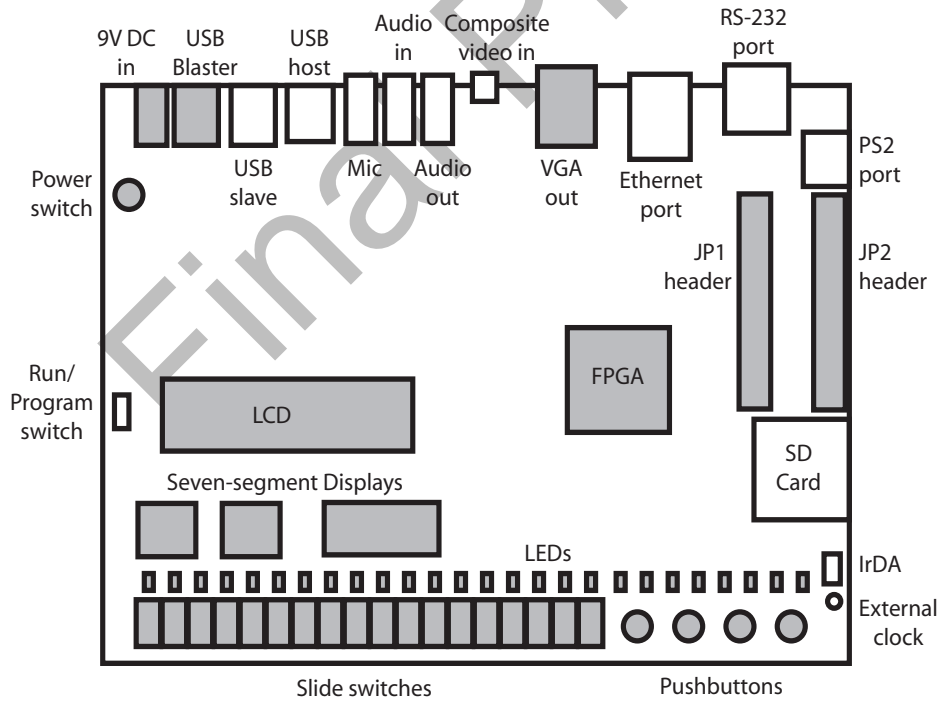 9V DC
in
USB
Blaster
USB
host
Audio
in
Composite
video in
RS-232
port
USB
slave
Mic
Audio
out
VGA
out
Ethernet
port
PS2
port
Power
switch
JP1
header
JP2
header
Run/
Program
switch
LCD
FPGA
SD
Card
Seven-segment Displays
LEDs
IrDA
External
clock
Slide switches
Pushbuttons
Final